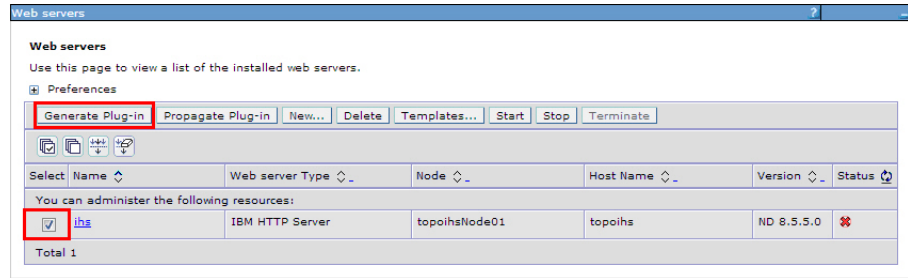 Web servers ?
Web servers
Use this page to view a list of the installed web servers.
Preferences
Generate Plug-in Propagate Plug-in New... Delete Templates... Start Stop Terminate
Select Name Web server Type Node Host Name Version Status
You can administer the following resources:
ihs IBM HTTP Server topoihsNode01 topoihs ND 8.5.5.0
Total 1